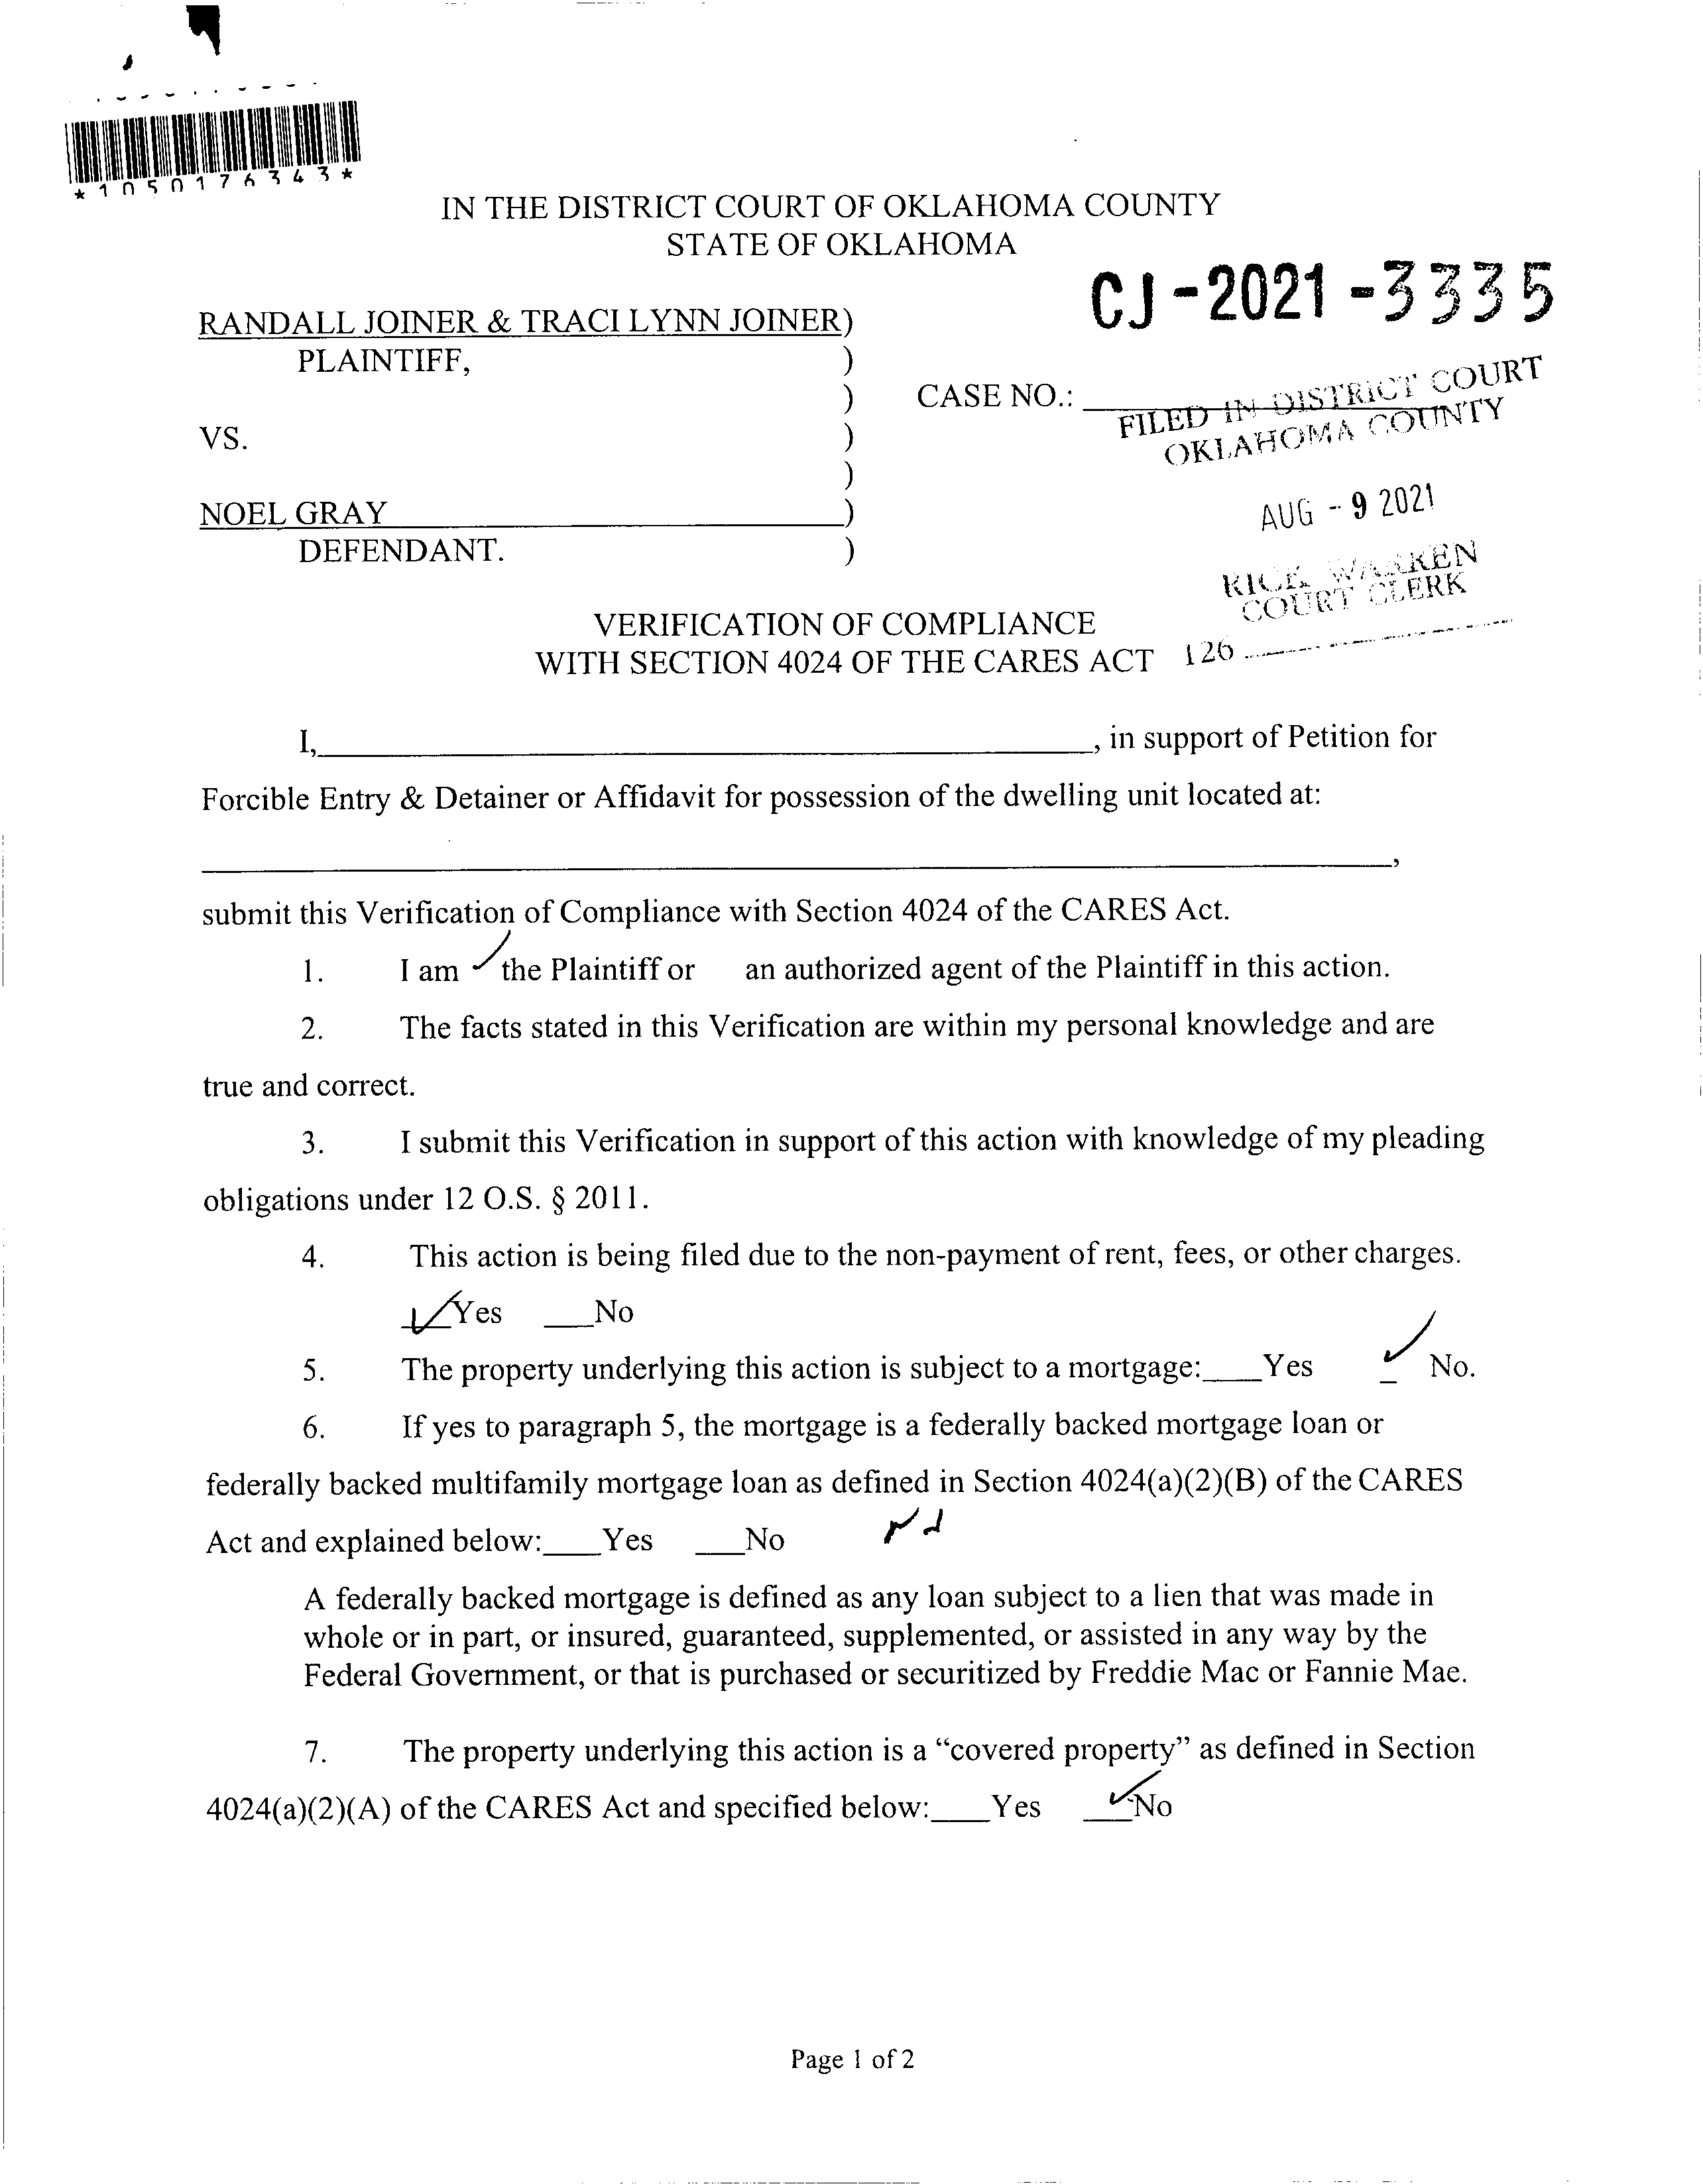 *1050176343*
IN THE DISTRICT COURT OF OKLAHOMA COUNTY
STATE OF OKLAHOMA
CJ-2021-3335
RANDALL JOINER & TRACI LYNN JOINER)
PLAINTIFF, )
) CASE NO.: ____________
FILED IN DISTRICT COURT
OKLAHOMA COUNTY
VS. )
)
AUG - 9 2021
NOEL GRAY )
DEFENDANT. )
RICK WARREN
COURT CLERK
126 ____________
VERIFICATION OF COMPLIANCE
WITH SECTION 4024 OF THE CARES ACT
I,____________, in support of Petition for
Forcible Entry & Detainer or Affidavit for possession of the dwelling unit located at:
____________,
submit this Verification of Compliance with Section 4024 of the CARES Act.
1. I am ✓ the Plaintiff or an authorized agent of the Plaintiff in this action.
2. The facts stated in this Verification are within my personal knowledge and are
true and correct.
3. I submit this Verification in support of this action with knowledge of my pleading
obligations under 12 O.S. § 2011.
4. This action is being filed due to the non-payment of rent, fees, or other charges.
✓Yes ___No
5. The property underlying this action is subject to a mortgage:___Yes ✓ No.
6. If yes to paragraph 5, the mortgage is a federally backed mortgage loan or
federally backed multifamily mortgage loan as defined in Section 4024(a)(2)(B) of the CARES
Act and explained below:___Yes ___No
A federally backed mortgage is defined as any loan subject to a lien that was made in
whole or in part, or insured, guaranteed, supplemented, or assisted in any way by the
Federal Government, or that is purchased or securitized by Freddie Mac or Fannie Mae.
7. The property underlying this action is a “covered property” as defined in Section
4024(a)(2)(A) of the CARES Act and specified below:___Yes ✓No
Page 1 of 2